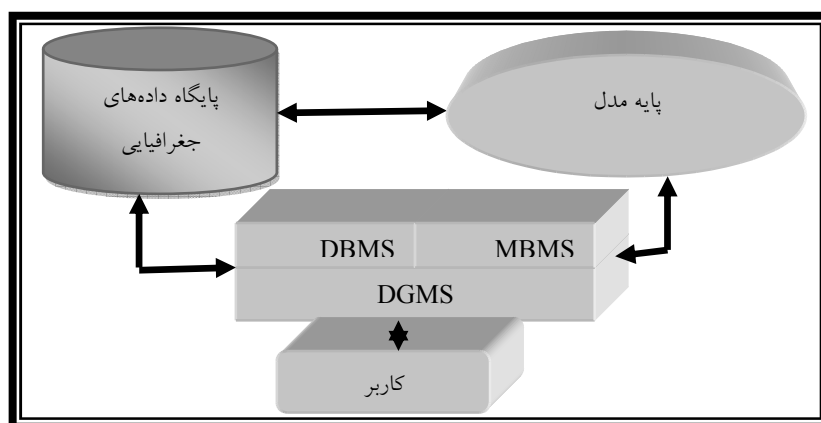 پایگاه داده‌های
جغرافیایی
پایه مدل
DBMS
MBMS
DGMS
کاربر